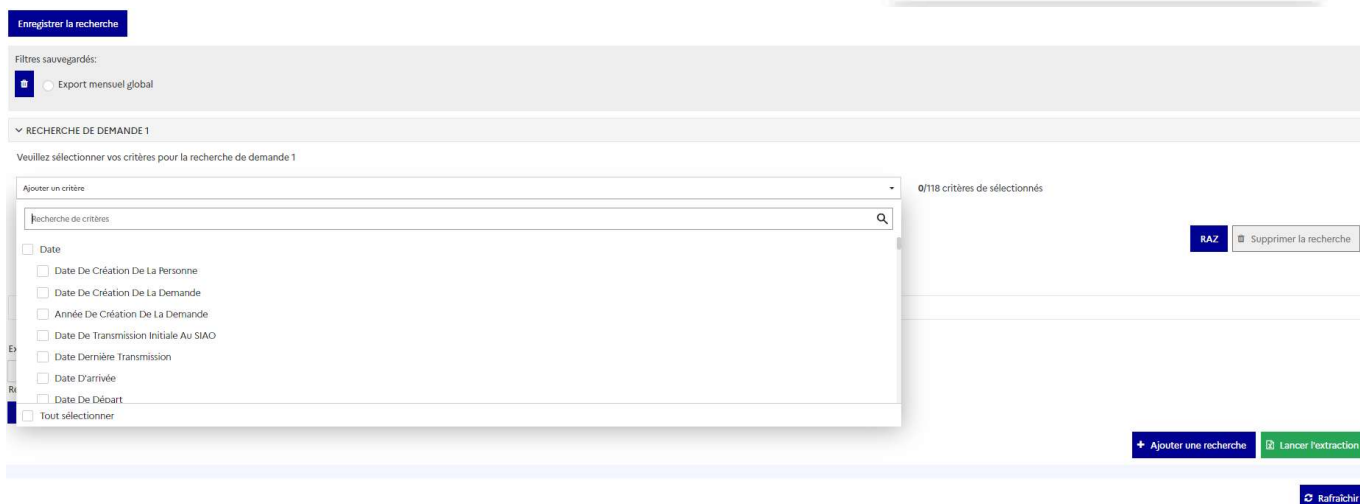 Enregistrer la recherche
Filtres sauvegardés:
Export mensuel global
RECHERCHE DE DEMANDE 1
Veuillez sélectionner vos critères pour la recherche de demande 1
Ajouter un critère
0/118 critères de sélectionnés
Recherche de critères
RAZ
Supprimer la recherche
Date
Date De Création De La Personne
Date De Création De La Demande
Année De Création De La Demande
Date De Transmission Initiale Au SIAO
Date Dernière Transmission
Date D'arrivée
Date De Départ
Tout sélectionner
Ajouter une recherche
Lancer l'extraction
Rafraîchir